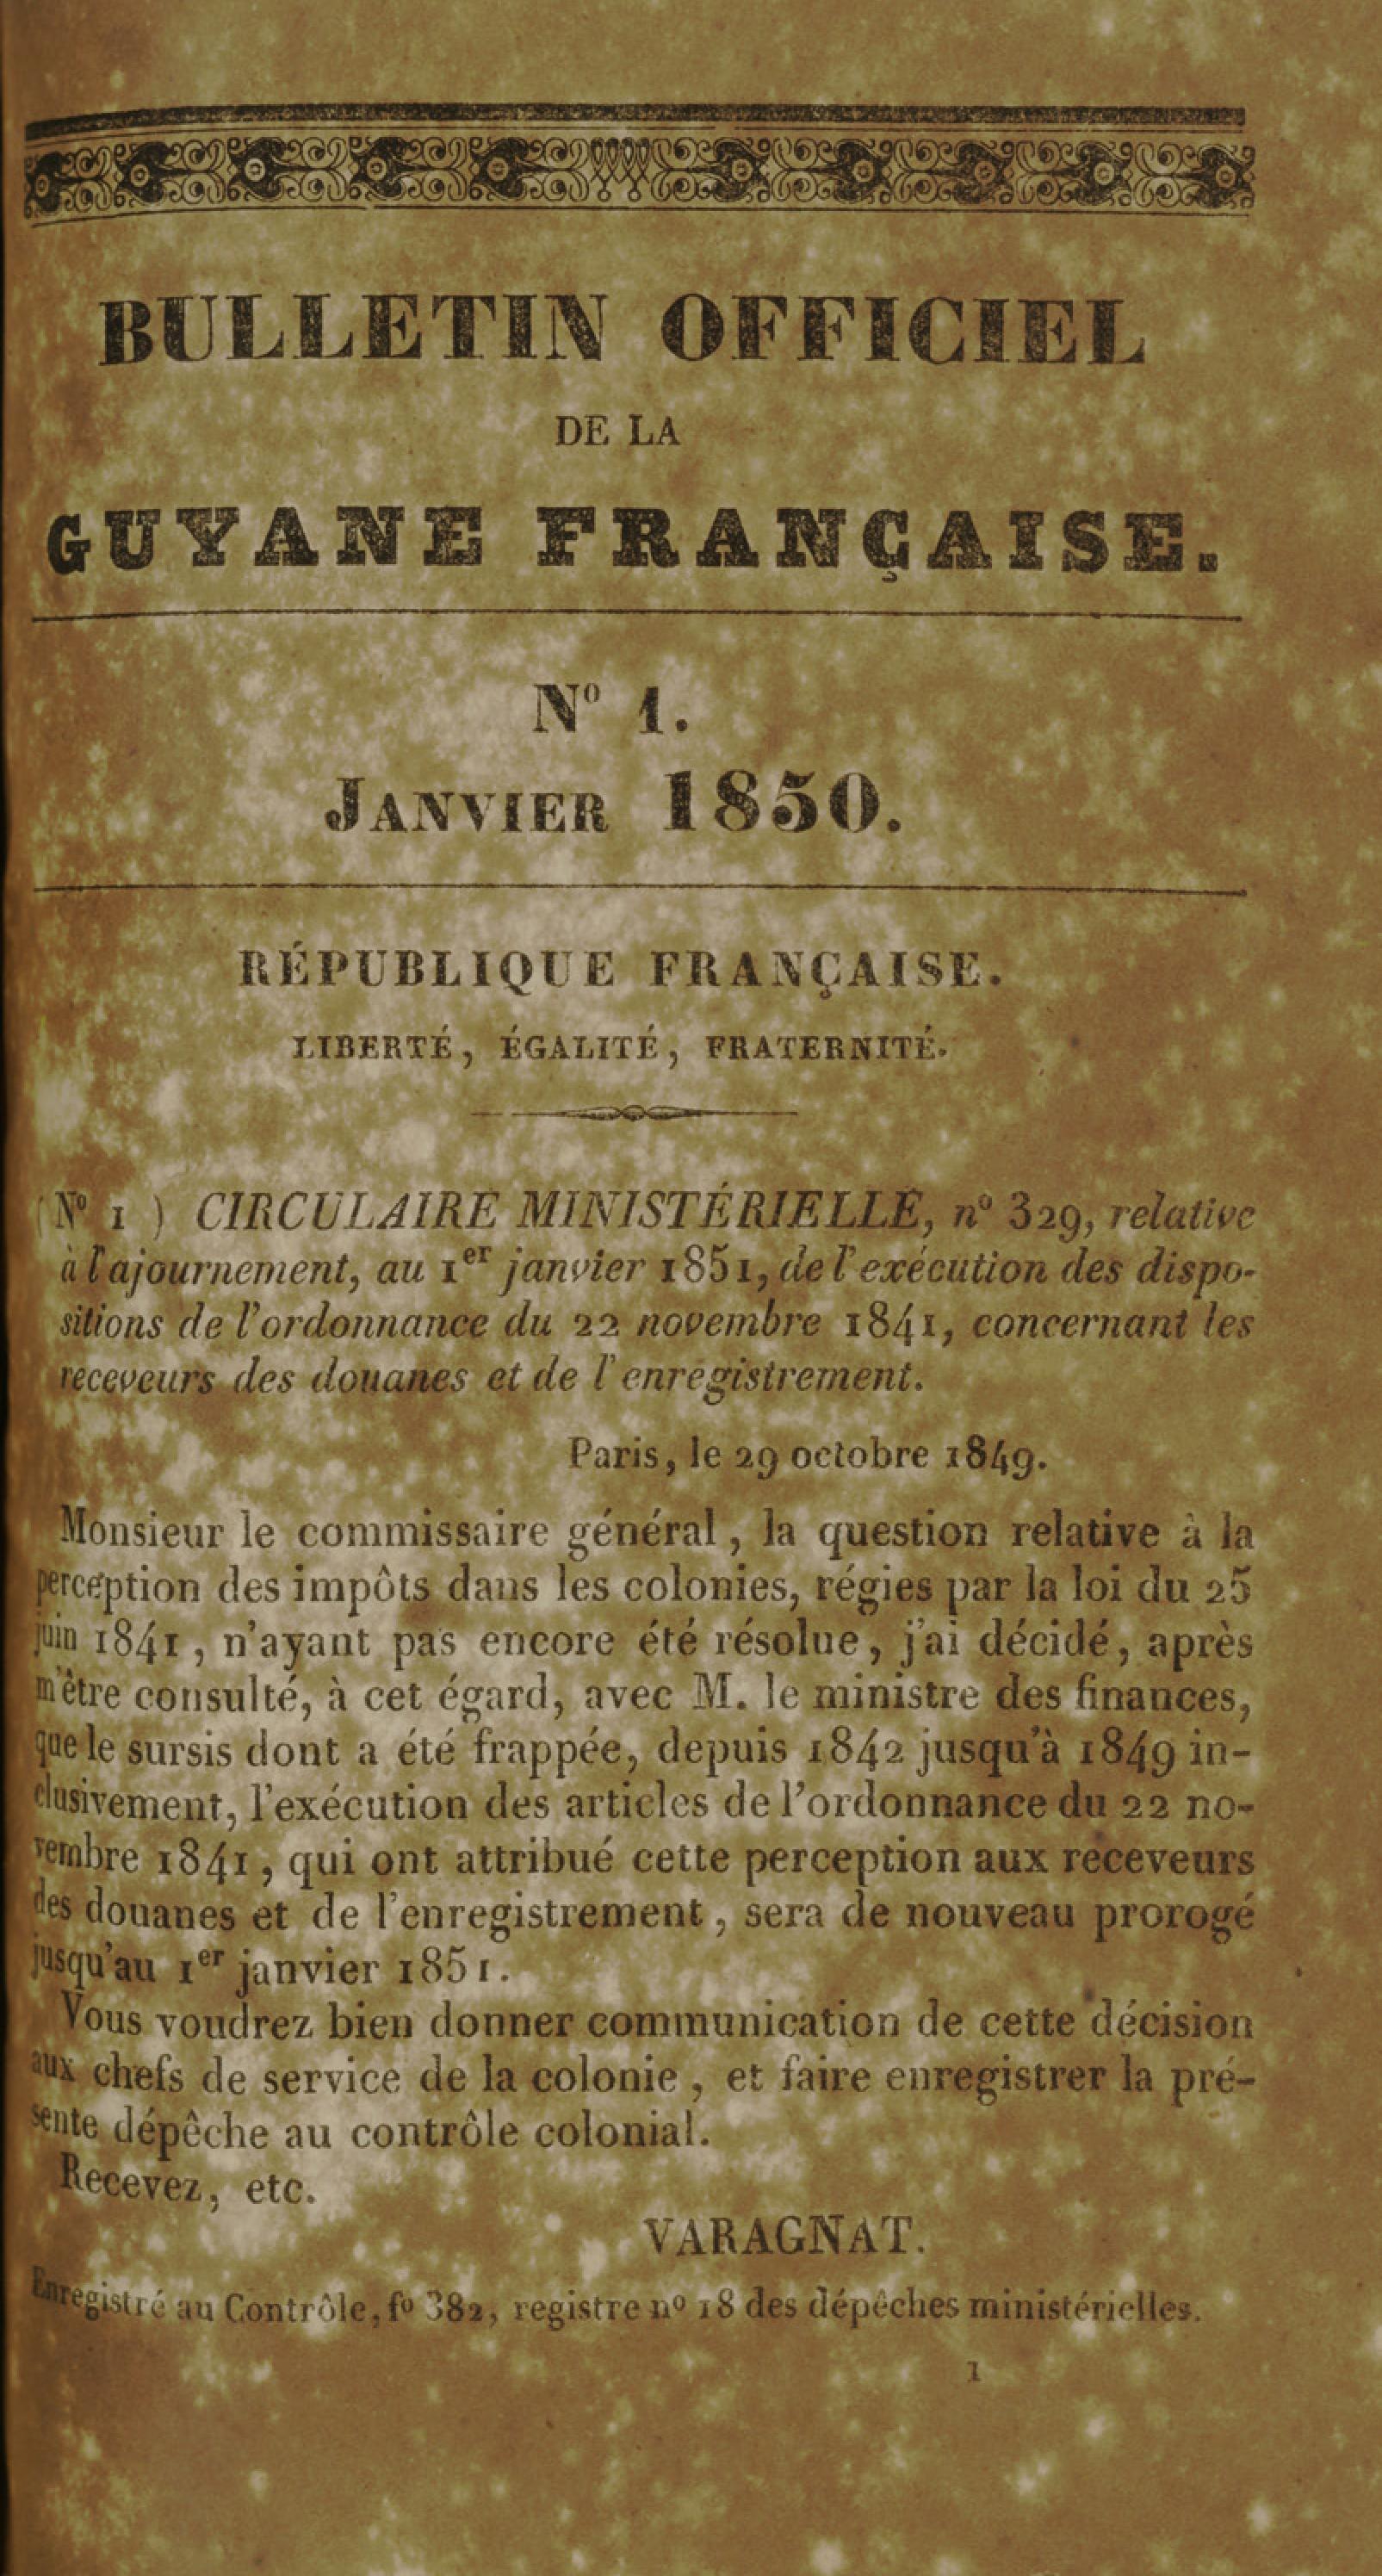 BULLETIN OFFICIEL
DE LA
GUYANE FRANÇAISE.
Nº 1.
JANVIER 1850.
RÉPUBLIQUE FRANÇAISE.
LIBERTÉ, ÉGALITÉ, FRATERNITÉ.
(Nº 1) CIRCULAIRE MINISTÉRIELLE, nº 329, relative
à l'ajournement, au 1er janvier 1851, de l'exécution des dispo-
sitions de l'ordonnance du 22 novembre 1841, concernant les
receveurs des douanes et de l'enregistrement.
Paris, le 29 octobre 1849.
Monsieur le commissaire général, la question relative à la
perception des impôts dans les colonies, régies par la loi du 25
juin 1841, n'ayant pas encore été résolue, j'ai décidé, après
m'être consulté, à cet égard, avec M. le ministre des finances,
que le sursis dont a été frappée, depuis 1842 jusqu'à 1849 in-
clusivement, l'exécution des articles de l'ordonnance du 22 no-
vembre 1841, qui ont attribué cette perception aux receveurs
des douanes et de l'enregistrement, sera de nouveau prorogé
jusqu'au 1er janvier 1851.
Vous voudrez bien donner communication de cette décision
aux chefs de service de la colonie, et faire enregistrer la pré-
sente dépêche au contrôle colonial.
Recevez, etc.
VARAGNAT.
Enregistré au Contrôle, fº 382, registre nº 18 des dépêches ministérielles.
1